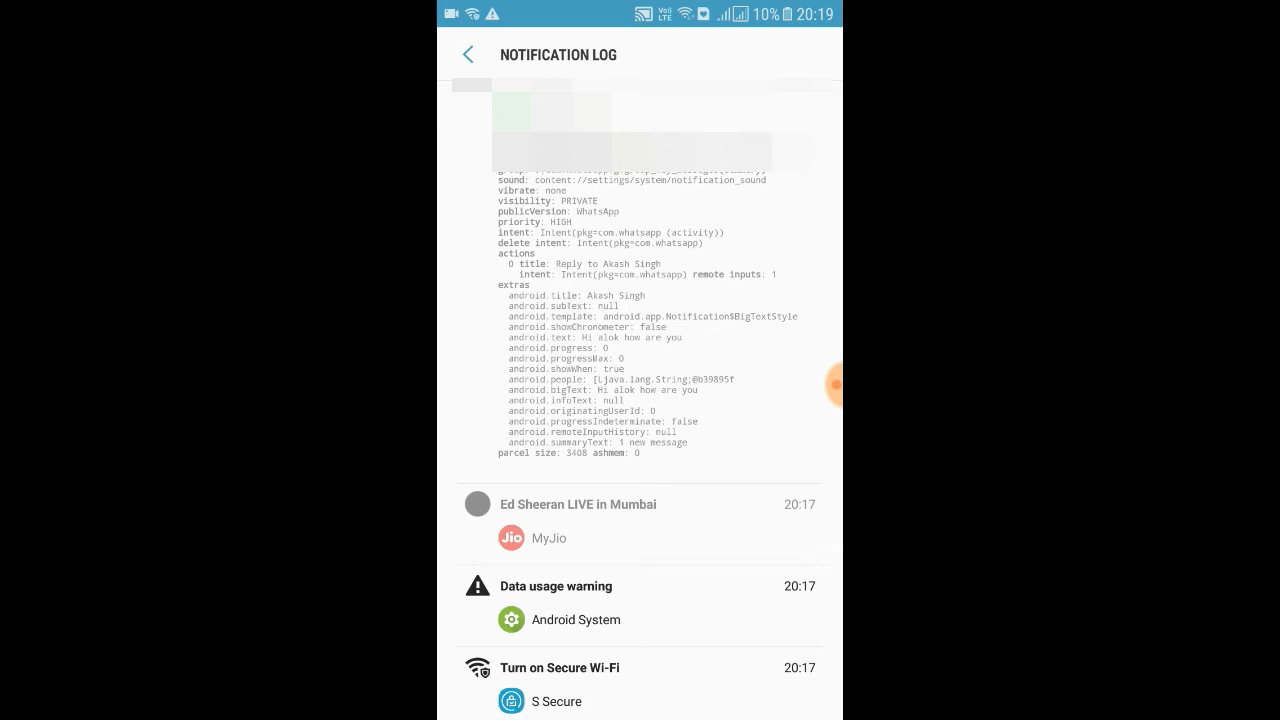 VoI) LTE 10% 20:19
NOTIFICATION LOG
sound: content://settings/system/notification_sound
vibrate: none
visibility: PRIVATE
publicVersion: WhatsApp
priority: HIGH
intent: Intent(pkg=com.whatsapp (activity))
delete intent: Intent(pkg=com.whatsapp)
actions
0 title: Reply to Akash Singh
intent: Intent(pkg=com.whatsapp) remote inputs: 1
extras
android.title: Akash Singh
android.subText: null
android.template: android.app.Notification$BigTextStyle
android.showChronometer: false
android.text: Hi alok how are you
android.progress: 0
android.progressMax: 0
android.showWhen: true
android.people: [Ljava.lang.String;@b39895f
android.bigText: Hi alok how are you
android.infoText: null
android.originatingUserId: 0
android.progressIndeterminate: false
android.remoteInputHistory: null
android.summaryText: 1 new message
parcel size: 3408 ashmem: 0
Ed Sheeran LIVE in Mumbai 20:17
Jio MyJio
Data usage warning 20:17
Android System
Turn on Secure Wi-Fi 20:17
S Secure